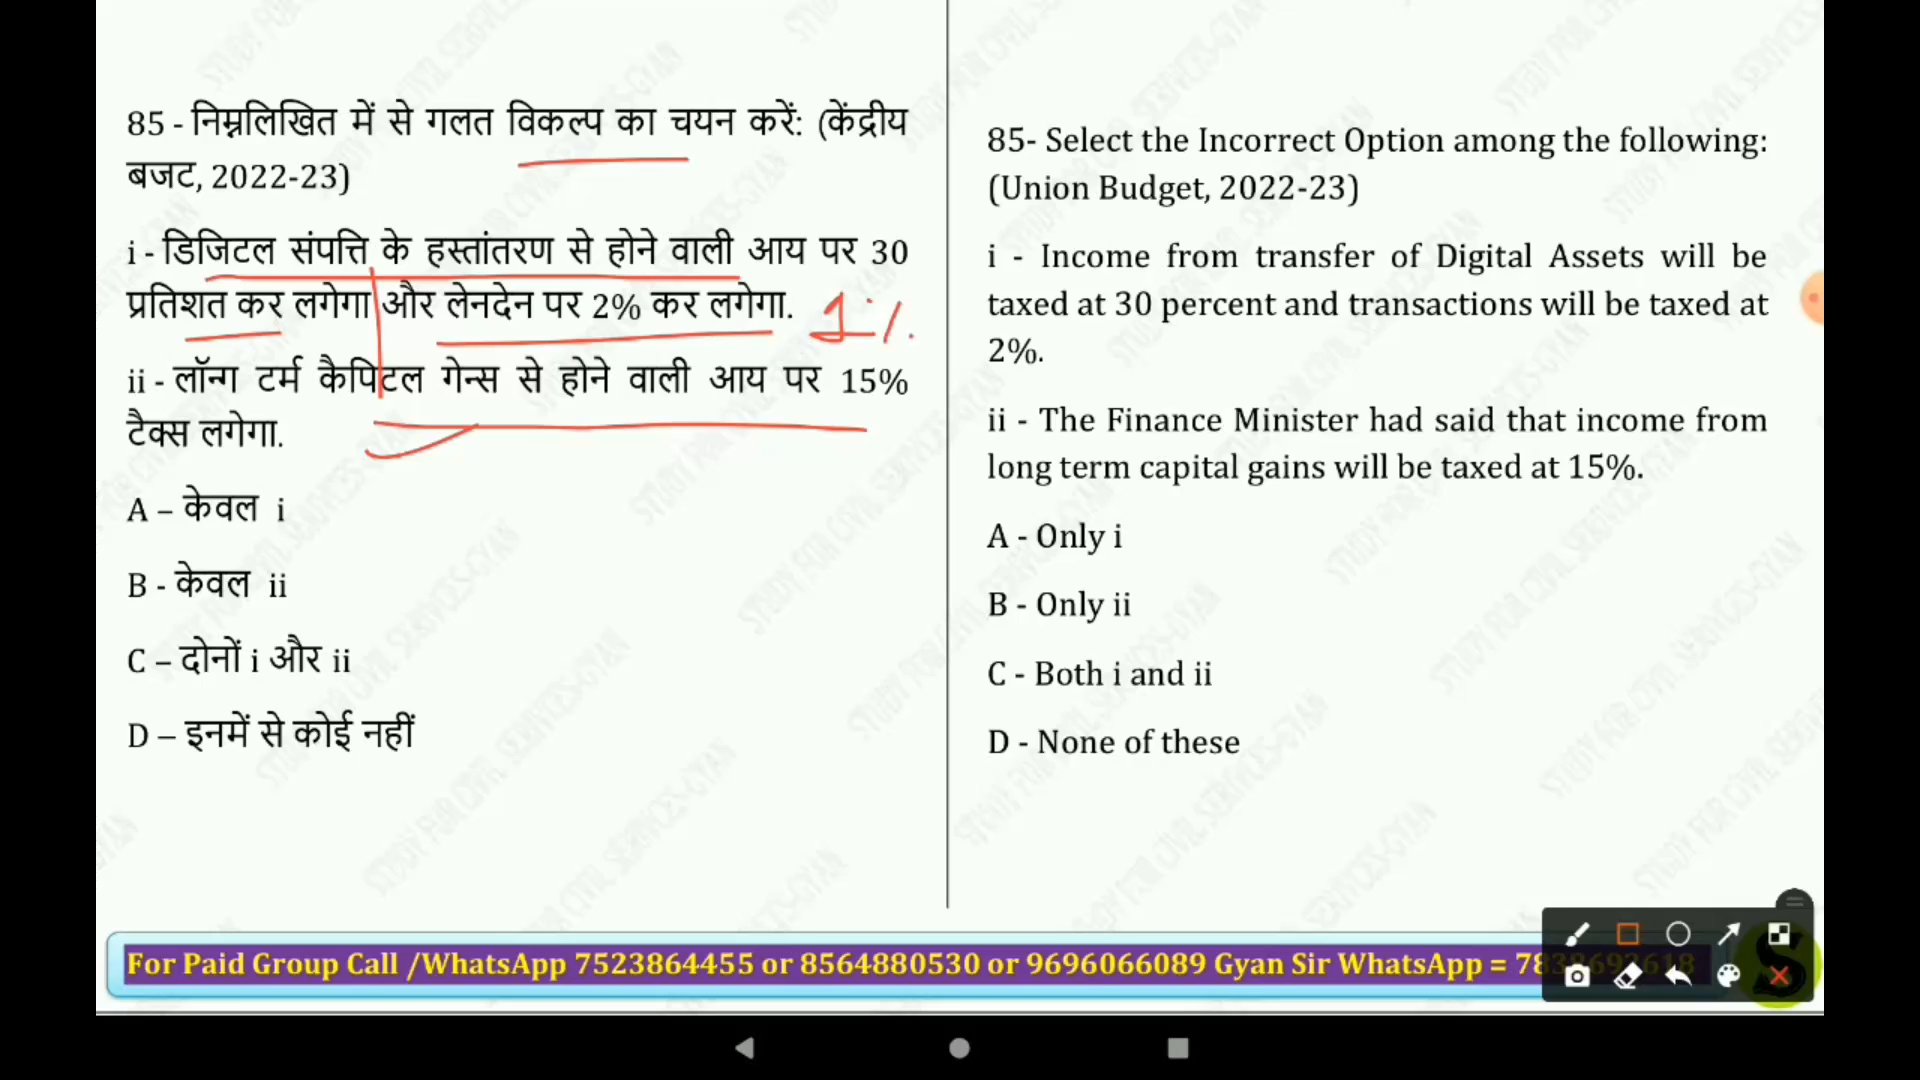 85 - निम्नलिखित में से गलत विकल्प का चयन करें: (केंद्रीय
बजट, 2022-23)
i - डिजिटल संपत्ति के हस्तांतरण से होने वाली आय पर 30
प्रतिशत कर लगेगा और लेनदेन पर 2% कर लगेगा. 1%
ii - लॉन्ग टर्म कैपिटल गेन्स से होने वाली आय पर 15%
टैक्स लगेगा.
A – केवल i
B - केवल ii
C – दोनों i और ii
D – इनमें से कोई नहीं
85- Select the Incorrect Option among the following:
(Union Budget, 2022-23)
i - Income from transfer of Digital Assets will be
taxed at 30 percent and transactions will be taxed at
2%.
ii - The Finance Minister had said that income from
long term capital gains will be taxed at 15%.
A - Only i
B - Only ii
C - Both i and ii
D - None of these
For Paid Group Call /WhatsApp 7523864455 or 8564880530 or 9696066089 Gyan Sir WhatsApp =